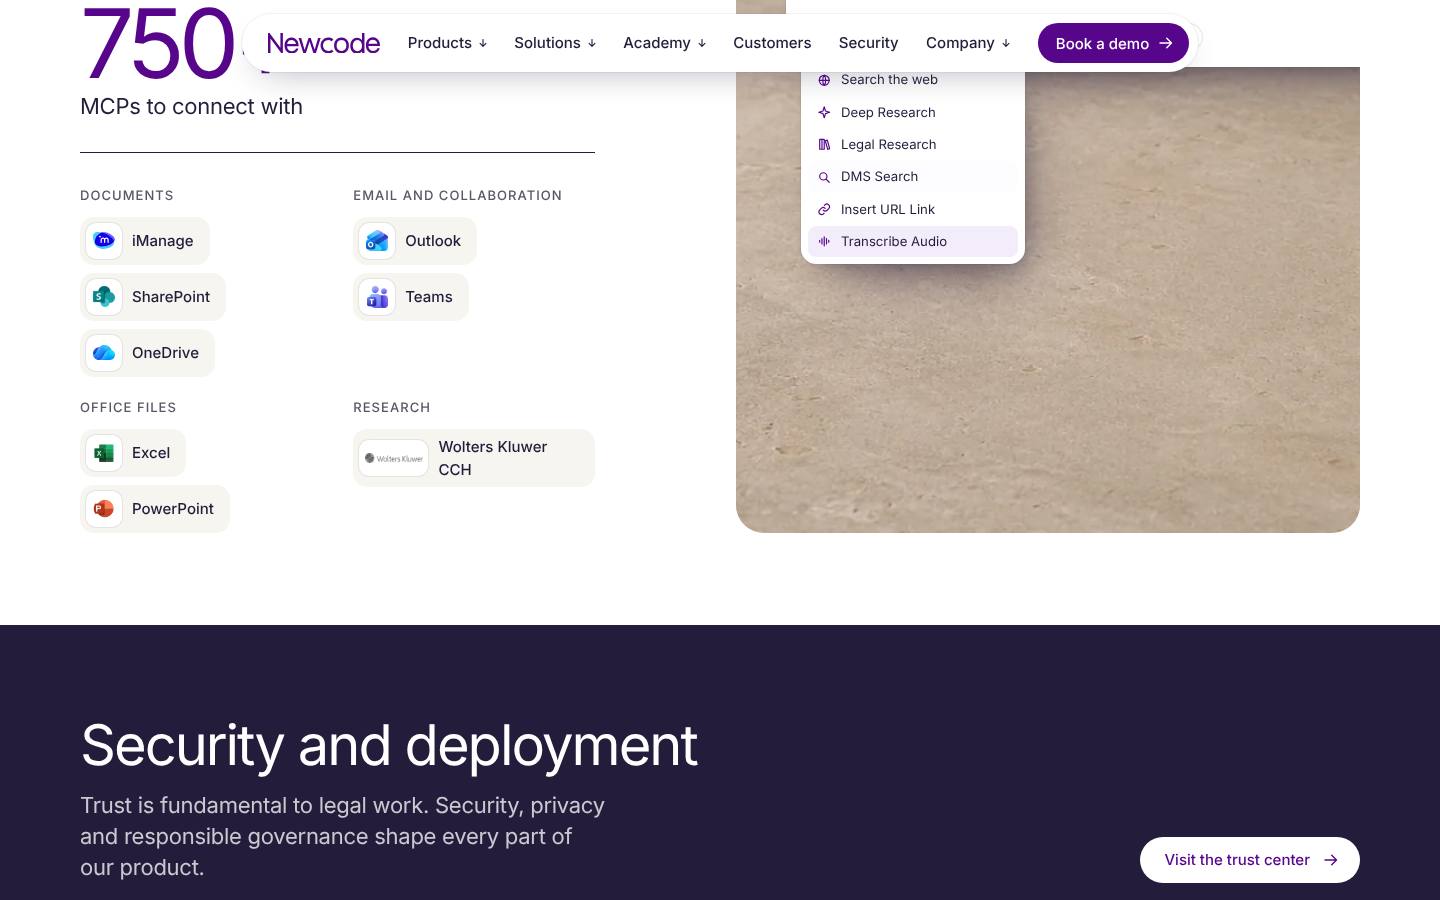 Newcode
Products
Solutions
Academy
Customers
Security
Company
Book a demo
750
MCPs to connect with
DOCUMENTS
iManage
SharePoint
OneDrive
EMAIL AND COLLABORATION
Outlook
Teams
OFFICE FILES
Excel
PowerPoint
RESEARCH
Wolters Kluwer
Wolters Kluwer
CCH
Search the web
Deep Research
Legal Research
DMS Search
Insert URL Link
Transcribe Audio
Security and deployment
Trust is fundamental to legal work. Security, privacy
and responsible governance shape every part of
our product.
Visit the trust center